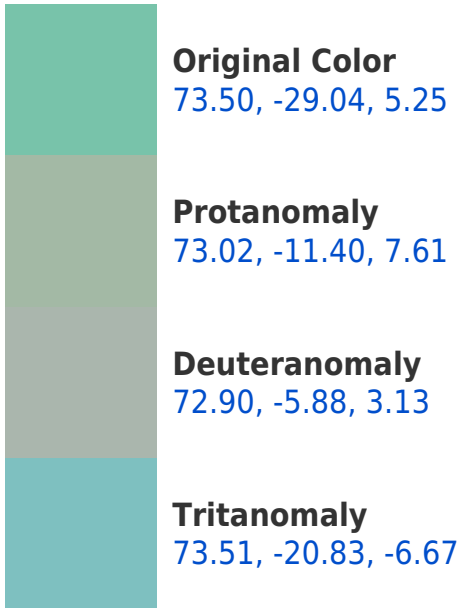 Original Color
73.50, -29.04, 5.25
Protanomaly
73.02, -11.40, 7.61
Deuteranomaly
72.90, -5.88, 3.13
Tritanomaly
73.51, -20.83, -6.67